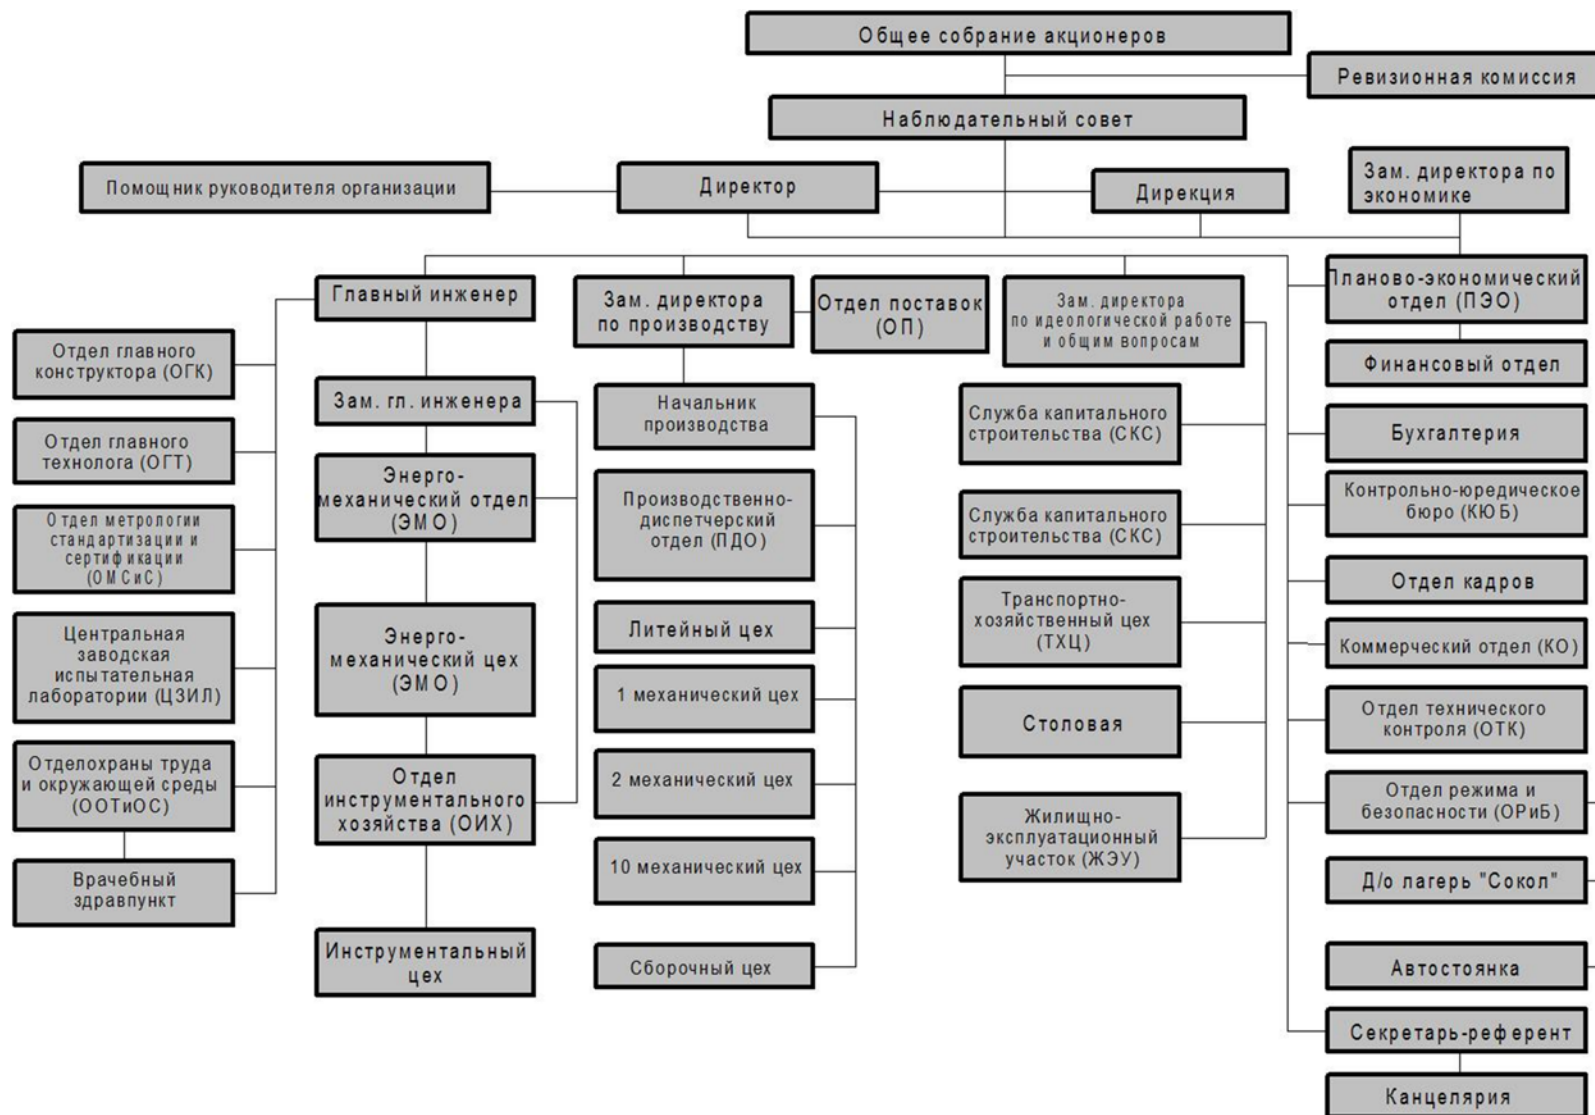 Общее собрание акционеров
Ревизионная комиссия
Наблюдательный совет
Помощник руководителя организации
Директор
Дирекция
Зам. директора по
экономике
Главный инженер
Отдел главного
конструктора (ОГК)
Отдел главного
технолога (ОГТ)
Отдел метрологии
стандартизации и
сертификации
(ОМСиС)
Центральная
заводская
испытательная
лаборатории (ЦЗИЛ)
Отделохраны труда
и окружающей среды
(ООТиОС)
Врачебный
здравпункт
Зам. гл. инженера
Энерго-
механический отдел
(ЭМО)
Энерго-
механический цех
(ЭМО)
Отдел
инструментального
хозяйства (ОИХ)
Инструментальный
цех
Зам. директора
по производству
Отдел поставок
(ОП)
Начальник
производства
Производственно-
диспетчерский
отдел (ПДО)
Литейный цех
1 механический цех
2 механический цех
10 механический цех
Сборочный цех
Зам. директора
по идеологической работе
и общим вопросам
Служба капитального
строительства (СКС)
Служба капитального
строительства (СКС)
Транспортно-
хозяйственный цех
(ТХЦ)
Столовая
Жилищно-
эксплуатационный
участок (ЖЭУ)
Планово-экономический
отдел (ПЭО)
Финансовый отдел
Бухгалтерия
Контрольно-юредическое
бюро (КЮБ)
Отдел кадров
Коммерческий отдел (КО)
Отдел технического
контроля (ОТК)
Отдел режима и
безопасности (ОРиБ)
Д/о лагерь "Сокол"
Автостоянка
Секретарь-референт
Канцелярия